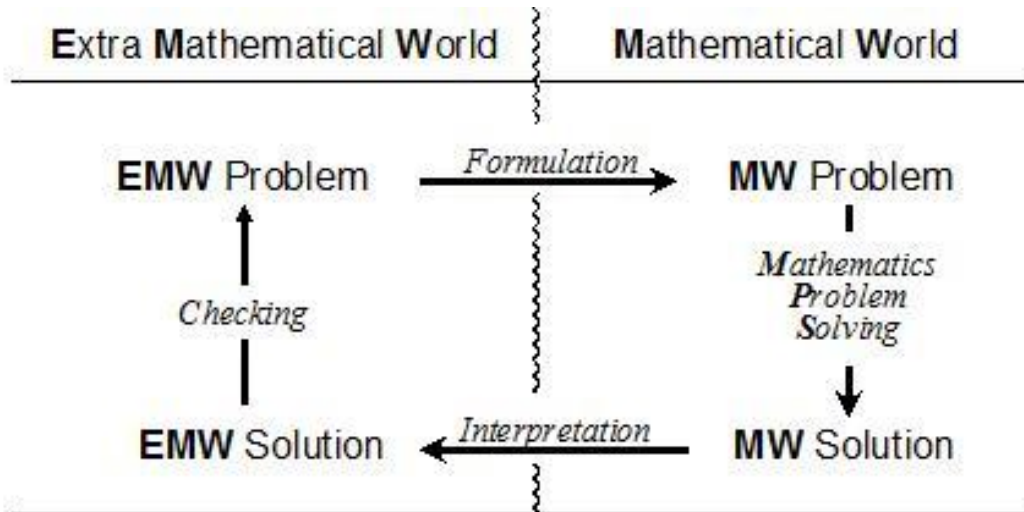 Extra Mathematical World
Mathematical World
EMW Problem
Formulation
MW Problem
Checking
Mathematics
Problem
Solving
EMW Solution
Interpretation
MW Solution